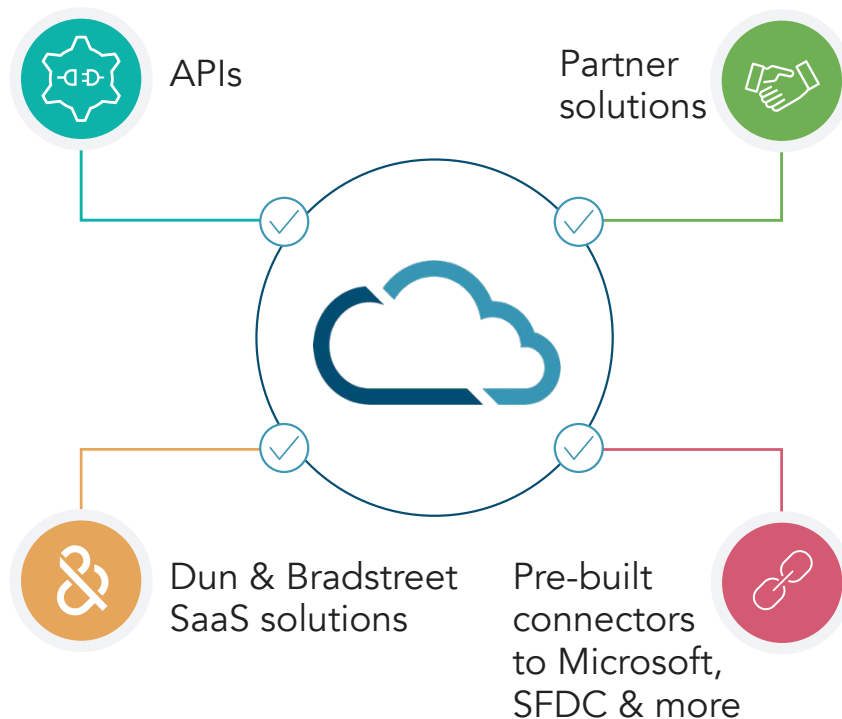 APIs
Partner
solutions
Dun & Bradstreet
SaaS solutions
Pre-built
connectors
to Microsoft,
SFDC & more